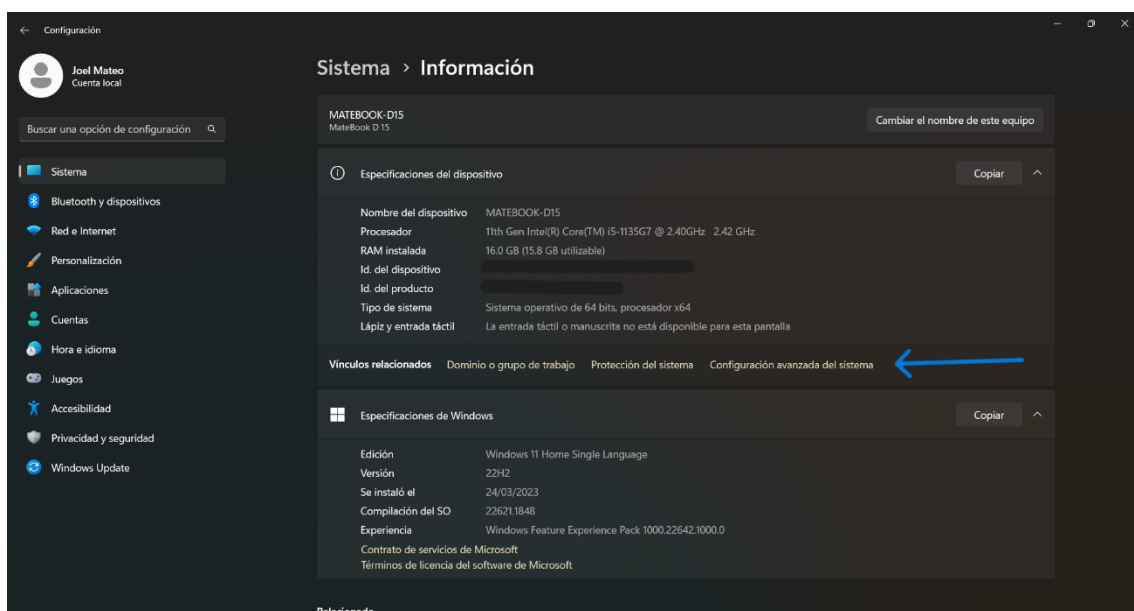 Configuración
Joel Mateo
Cuenta local
Buscar una opción de configuración
Sistema
Bluetooth y dispositivos
Red e Internet
Personalización
Aplicaciones
Cuentas
Hora e idioma
Juegos
Accesibilidad
Privacidad y seguridad
Windows Update
Sistema > Información
MATEBOOK-D15
MateBook D 15
Cambiar el nombre de este equipo
Especificaciones del dispositivo Copiar
Nombre del dispositivo MATEBOOK-D15
Procesador 11th Gen Intel(R) Core(TM) i5-1135G7 @ 2.40GHz 2.42 GHz
RAM instalada 16.0 GB (15.8 GB utilizable)
Id. del dispositivo
Id. del producto
Tipo de sistema Sistema operativo de 64 bits, procesador x64
Lápiz y entrada táctil La entrada táctil o manuscrita no está disponible para esta pantalla
Vínculos relacionados Dominio o grupo de trabajo Protección del sistema Configuración avanzada del sistema
Especificaciones de Windows Copiar
Edición Windows 11 Home Single Language
Versión 22H2
Se instaló el 24/03/2023
Compilación del SO 22621.1848
Experiencia Windows Feature Experience Pack 1000.22642.1000.0
Contrato de servicios de Microsoft
Términos de licencia del software de Microsoft